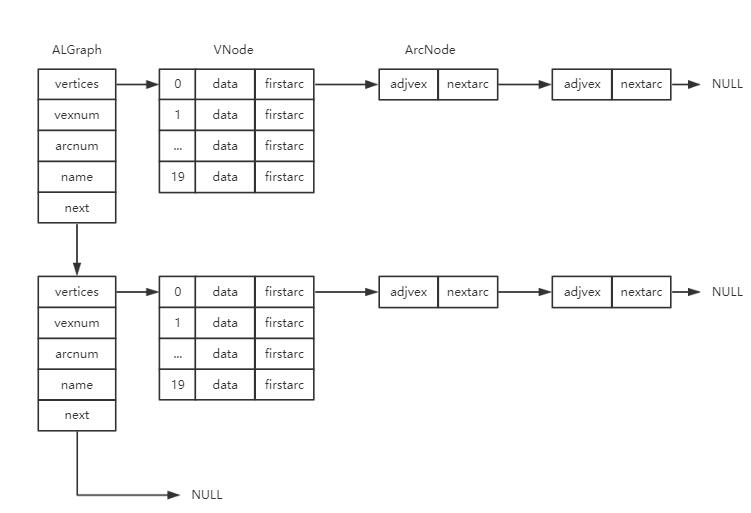 ALGraph VNode ArcNode
vertices 0 data firstarc adjvex nextarc adjvex nextarc NULL
vexnum 1 data firstarc
arcnum ... data firstarc
name 19 data firstarc
next
vertices 0 data firstarc adjvex nextarc adjvex nextarc NULL
vexnum 1 data firstarc
arcnum ... data firstarc
name 19 data firstarc
next
NULL